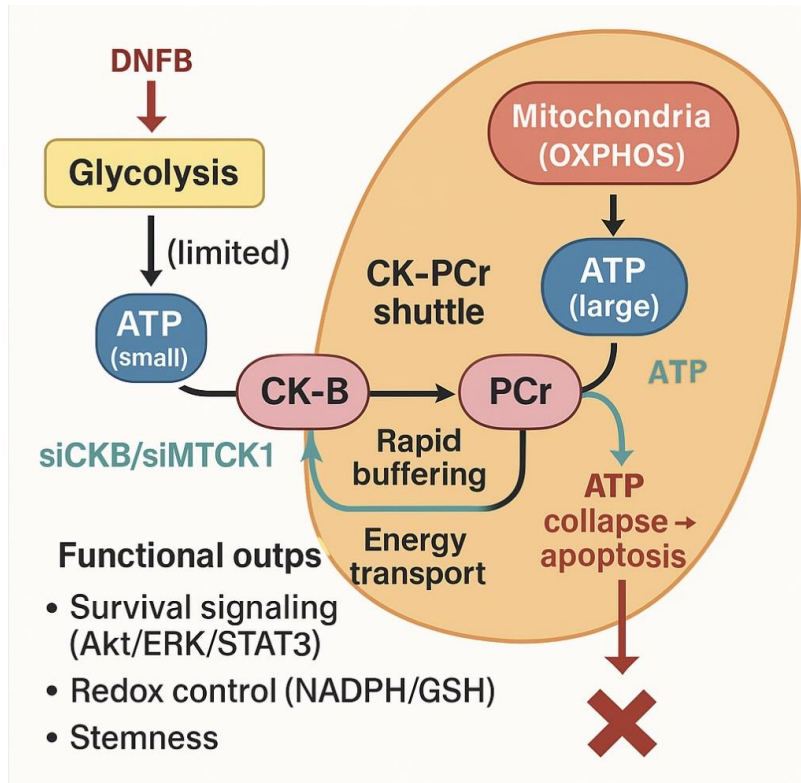 DNFB
Glycolysis
(limited)
ATP
(small)
Mitochondria
(OXPHOS)
ATP
(large)
CK-PCr
shuttle
CK-B
PCr
ATP
siCKB/siMTCK1
Rapid
buffering
Energy
transport
ATP
collapse →
apoptosis
Functional outps
• Survival signaling
(Akt/ERK/STAT3)
• Redox control (NADPH/GSH)
• Stemness